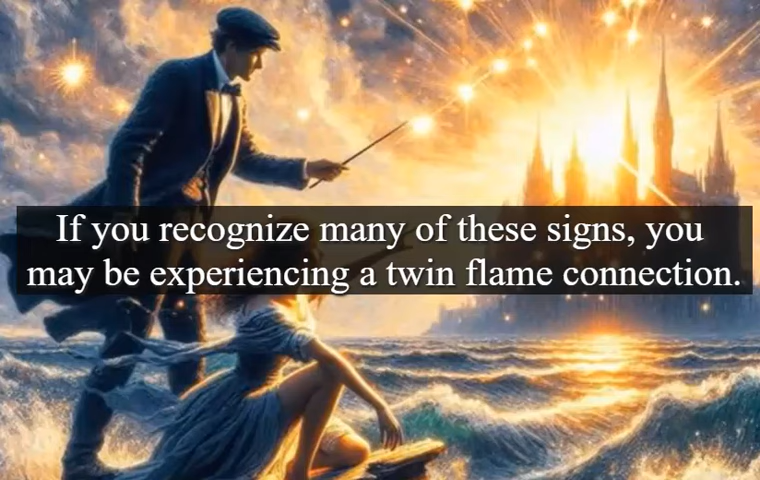 If you recognize many of these signs, you
may be experiencing a twin flame connection.